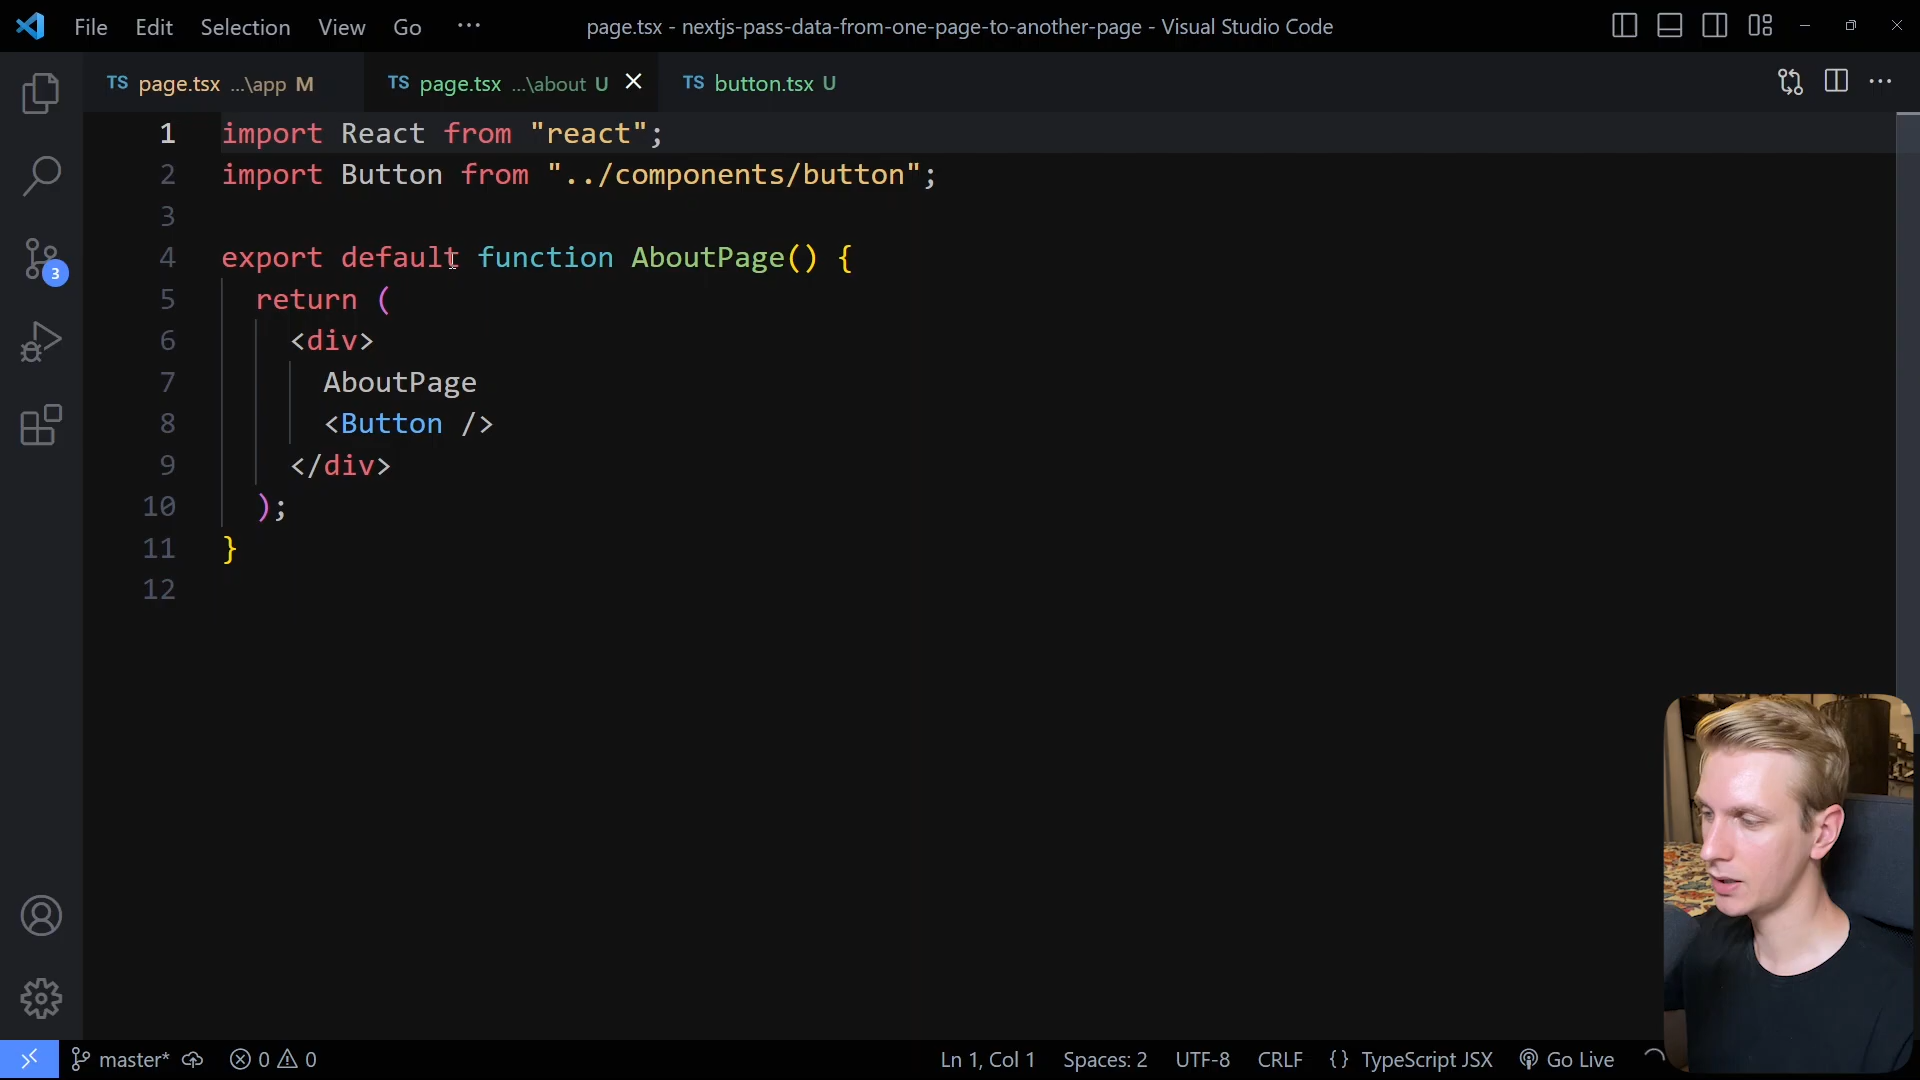 File Edit Selection View Go ··· page.tsx - nextjs-pass-data-from-one-page-to-another-page - Visual Studio Code
TS page.tsx ...\app M TS page.tsx ...\about U TS button.tsx U ···
1 import React from "react";
2 import Button from "../components/button";
3
4 export default function AboutPage() {
5 return (
6 <div>
7 AboutPage
8 <Button />
9 </div>
10 );
11 }
12
3
master* 0 0 Ln 1, Col 1 Spaces: 2 UTF-8 CRLF {} TypeScript JSX Go Live